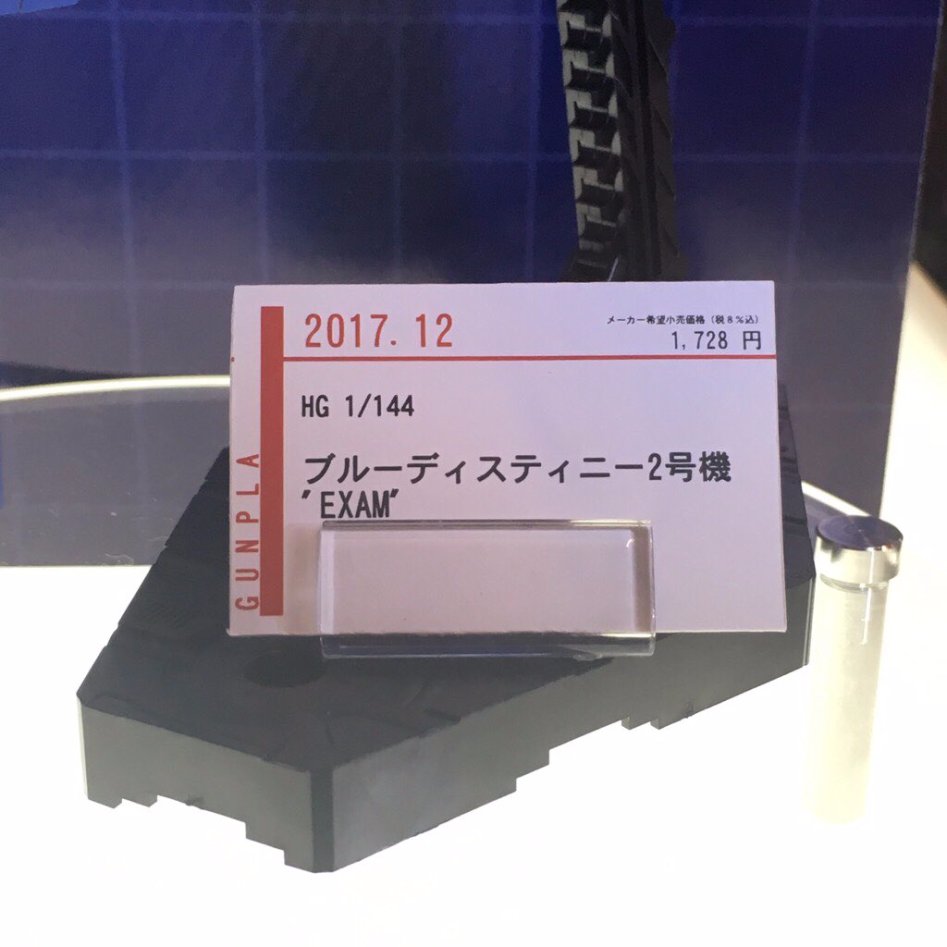 2017. 12
メーカー希望小売価格（税８％込）
1,728 円
HG 1/144
ブルーディスティニー2号機
"EXAM"
GUNPLA